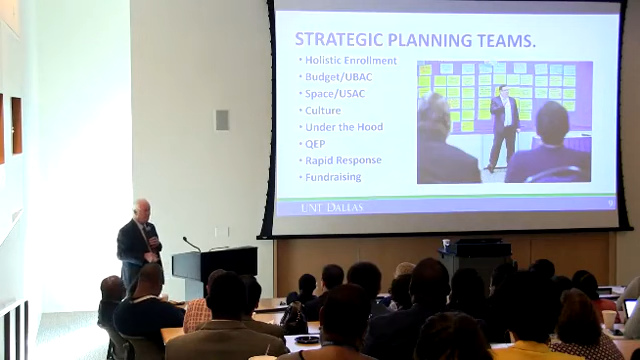 STRATEGIC PLANNING TEAMS.
• Holistic Enrollment
• Budget/UBAC
• Space/USAC
• Culture
• Under the Hood
• QEP
• Rapid Response
• Fundraising
UNT DALLAS
9